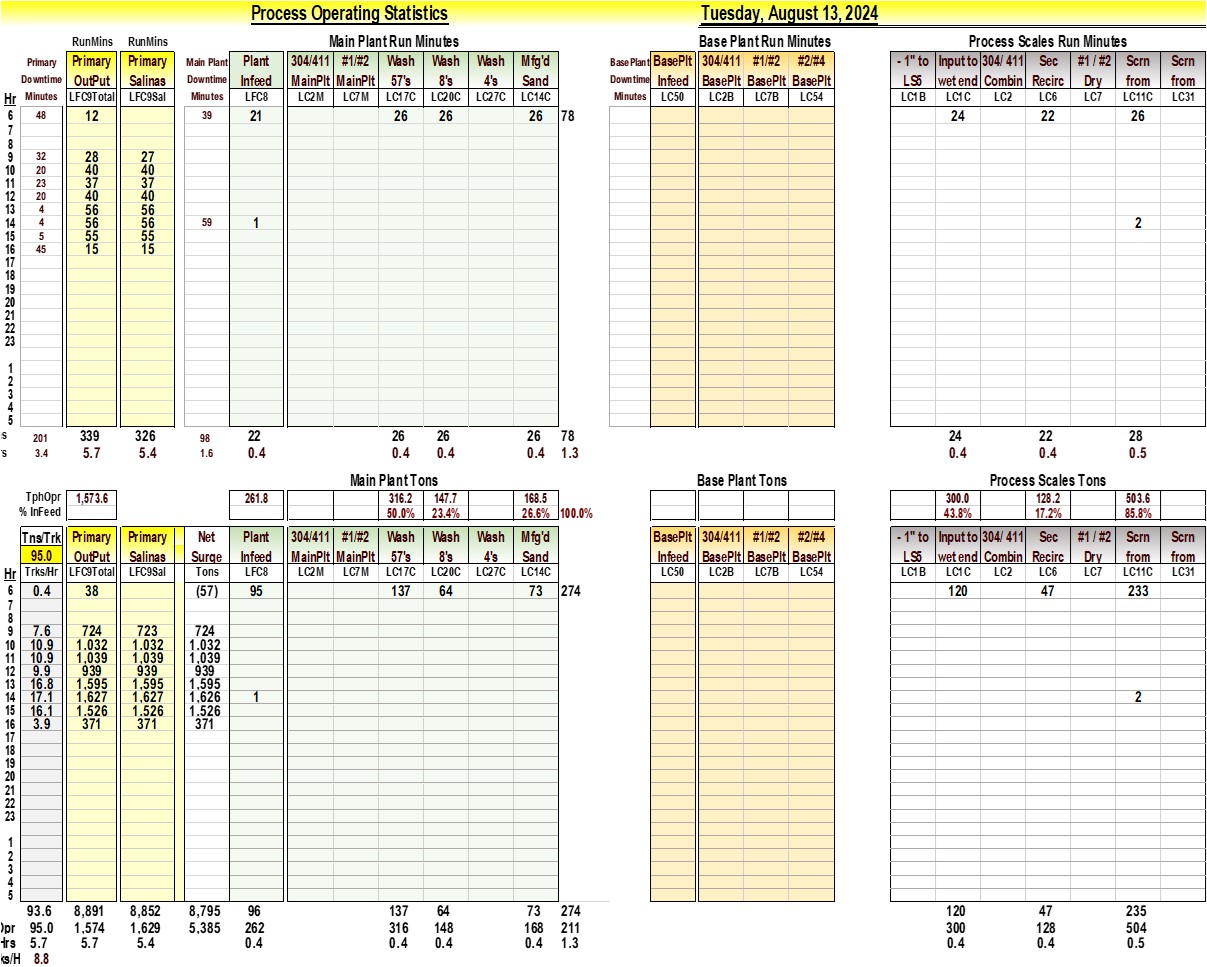 Process Operating Statistics Tuesday, August 13, 2024
RunMins RunMins Main Plant Run Minutes Base Plant Run Minutes Process Scales Run Minutes
Primary Primary Primary Main Plant Plant 304/411 #1/#2 Wash Wash Wash Mfg'd BasePlant BasePlt 304/411 #1/#2 #2/#4 - 1" to Input to 304/ 411 Sec #1 / #2 Scrn Scrn
Downtime OutPut Salinas Downtime Infeed MainPlt MainPlt 57's 8's 4's Sand Downtime Infeed BasePlt BasePlt BasePlt LS5 wet end Combin Recirc Dry from from
Hr Minutes LFC9Total LFC9Sal Minutes LFC8 LC2M LC7M LC17C LC20C LC27C LC14C Minutes LC50 LC2B LC7B LC54 LC1B LC1C LC2 LC6 LC7 LC11C LC31
6 48 12 39 21 26 26 26 78 24 22 26
7
8
9 32 28 27
10 20 40 40
11 23 37 37
12 20 40 40
13 4 56 56
14 4 56 56 59 1 2
15 5 55 55
16 45 15 15
17
18
19
20
21
22
23
1
2
3
4
5
s 201 339 326 98 22 26 26 26 78 24 22 28
s 3.4 5.7 5.4 1.6 0.4 0.4 0.4 0.4 1.3 0.4 0.4 0.5
Main Plant Tons Base Plant Tons Process Scales Tons
TphOpr 1,573.6 261.8 316.2 147.7 168.5 300.0 128.2 503.6
% InFeed 50.0% 23.4% 26.6% 100.0% 43.8% 17.2% 85.8%
Tns/Trk Primary Primary Net Plant 304/411 #1/#2 Wash Wash Wash Mfg'd BasePlt 304/411 #1/#2 #2/#4 - 1" to Input to 304/ 411 Sec #1 / #2 Scrn Scrn
95.0 OutPut Salinas Surge Infeed MainPlt MainPlt 57's 8's 4's Sand Infeed BasePlt BasePlt BasePlt LS5 wet end Combin Recirc Dry from from
Hr Trks/Hr LFC9Total LFC9Sal Tons LFC8 LC2M LC7M LC17C LC20C LC27C LC14C LC50 LC2B LC7B LC54 LC1B LC1C LC2 LC6 LC7 LC11C LC31
6 0.4 38 (57) 95 137 64 73 274 120 47 233
7
8
9 7.6 724 723 724
10 10.9 1,032 1,032 1,032
11 10.9 1,039 1,039 1,039
12 9.9 939 939 939
13 16.8 1,595 1,595 1,595
14 17.1 1,627 1,627 1,626 1 2
15 16.1 1,526 1,526 1,526
16 3.9 371 371 371
17
18
19
20
21
22
23
1
2
3
4
5
93.6 8,891 8,852 8,795 96 137 64 73 274 120 47 235
Opr 95.0 1,574 1,629 5,385 262 316 148 168 211 300 128 504
Hrs 5.7 5.7 5.4 0.4 0.4 0.4 0.4 1.3 0.4 0.4 0.5
ks/H 8.8